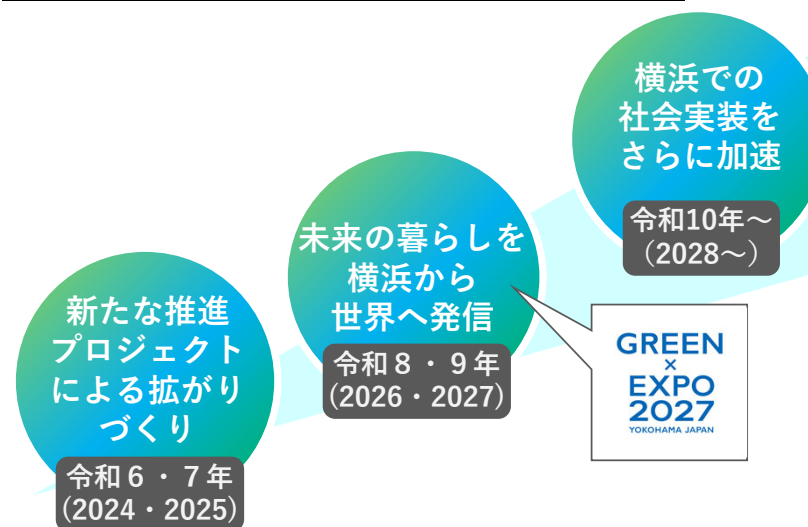 新たな推進
プロジェクト
による拡がり
づくり
令和６・７年
(2024・2025)
未来の暮らしを
横浜から
世界へ発信
令和８・９年
(2026・2027)
横浜での
社会実装を
さらに加速
令和10年～
（2028～）
GREEN
×
EXPO
2027
YOKOHAMA JAPAN